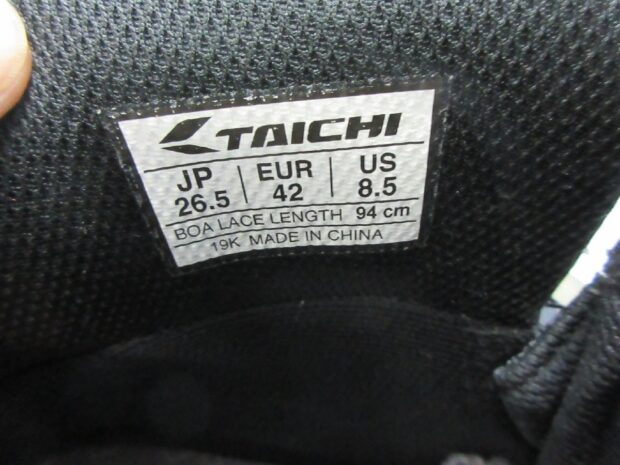 TAICHI
JP 26.5 | EUR 42 | US 8.5
BOA LACE LENGTH 94 cm
19K MADE IN CHINA